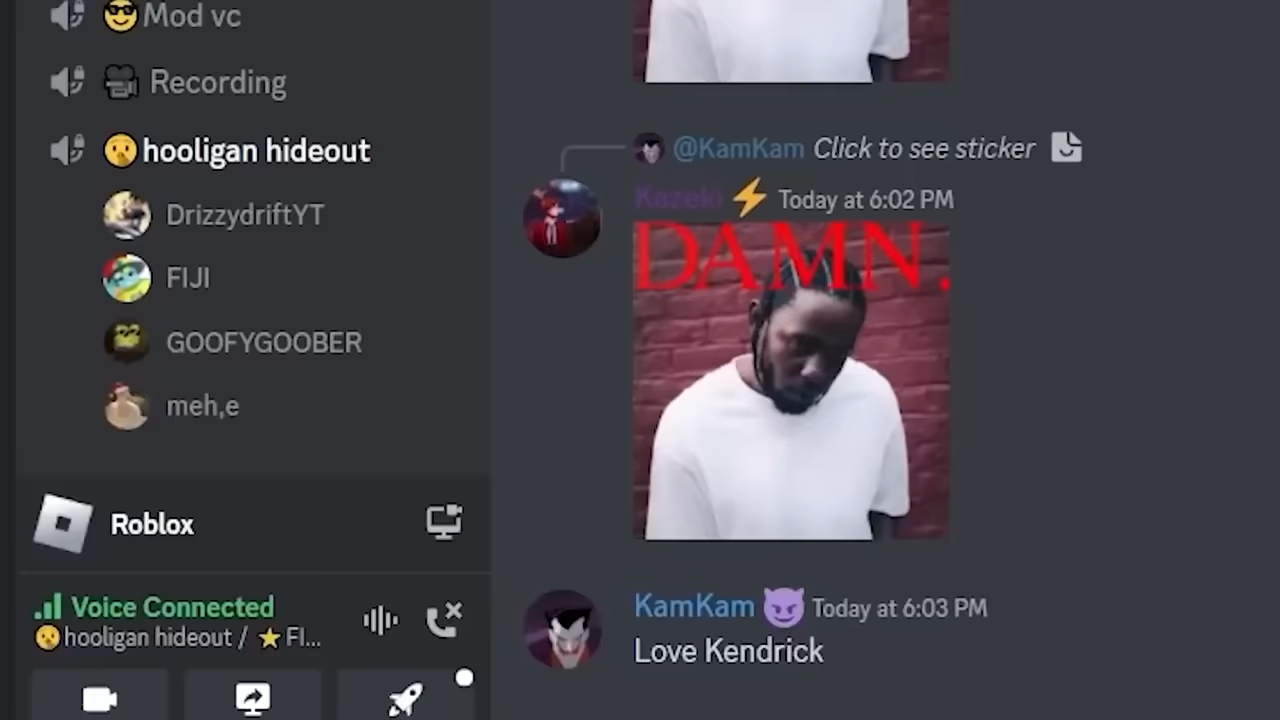 Mod vc
Recording
hooligan hideout
DrizzydriftYT
FIJI
GOOFYGOOBER
meh,e
Roblox
Voice Connected
hooligan hideout / FI...
@KamKam Click to see sticker
Kazeki Today at 6:02 PM
DAMN.
KamKam Today at 6:03 PM
Love Kendrick